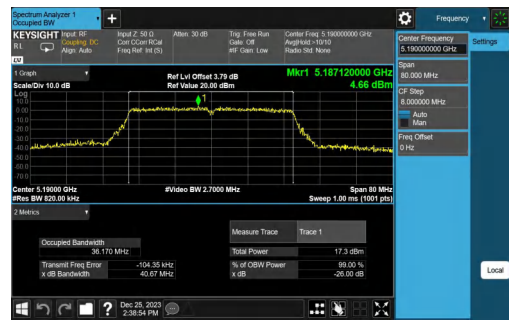 Spectrum Analyzer 1
Occupied BW
+
Frequency
KEYSIGHT Input: RF
R L Coupling: DC
Align: Auto
LV
Input Z: 50 Ω
Corr CCorr RCal
Freq Ref: Int (S)
Atten: 30 dB
Trig: Free Run
Gate: Off
#IF Gain: Low
Center Freq: 5.190000000 GHz
Avg|Hold:>10/10
Radio Std: None
Center Frequency
5.190000000 GHz
Settings
Span
80.000 MHz
CF Step
8.000000 MHz
Auto
Man
Freq Offset
0 Hz
Local
1 Graph
Scale/Div 10.0 dB
Ref Lvl Offset 3.79 dB
Ref Value 20.00 dBm
Mkr1 5.187120000 GHz
4.66 dBm
Log
10.0
0.00
-10.0
-20.0
-30.0
-40.0
-50.0
-60.0
-70.0
1
Center 5.19000 GHz
#Res BW 820.00 kHz
#Video BW 2.7000 MHz
Span 80 MHz
Sweep 1.00 ms (1001 pts)
2 Metrics
Measure Trace Trace 1
Occupied Bandwidth
36.170 MHz
Total Power 17.3 dBm
Transmit Freq Error -104.35 kHz
% of OBW Power 99.00 %
x dB Bandwidth 40.67 MHz
x dB -26.00 dB
?
Dec 25, 2023
2:38:54 PM